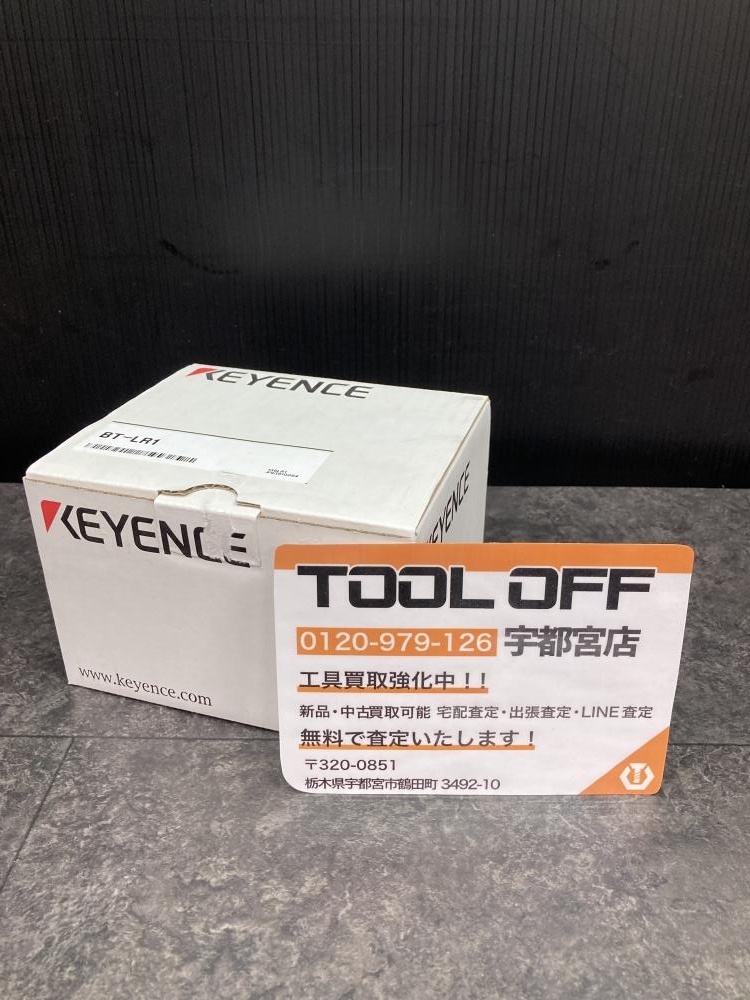 KEYENCE
BT-LR1
KEYENCE
KEYENCE
www.keyence.com
TOOL OFF
0120-979-126 宇都宮店
工具買取強化中！！
新品・中古買取可能 宅配査定・出張査定・LINE査定
無料で査定いたします！
〒320-0851
栃木県宇都宮市鶴田町 3492-10